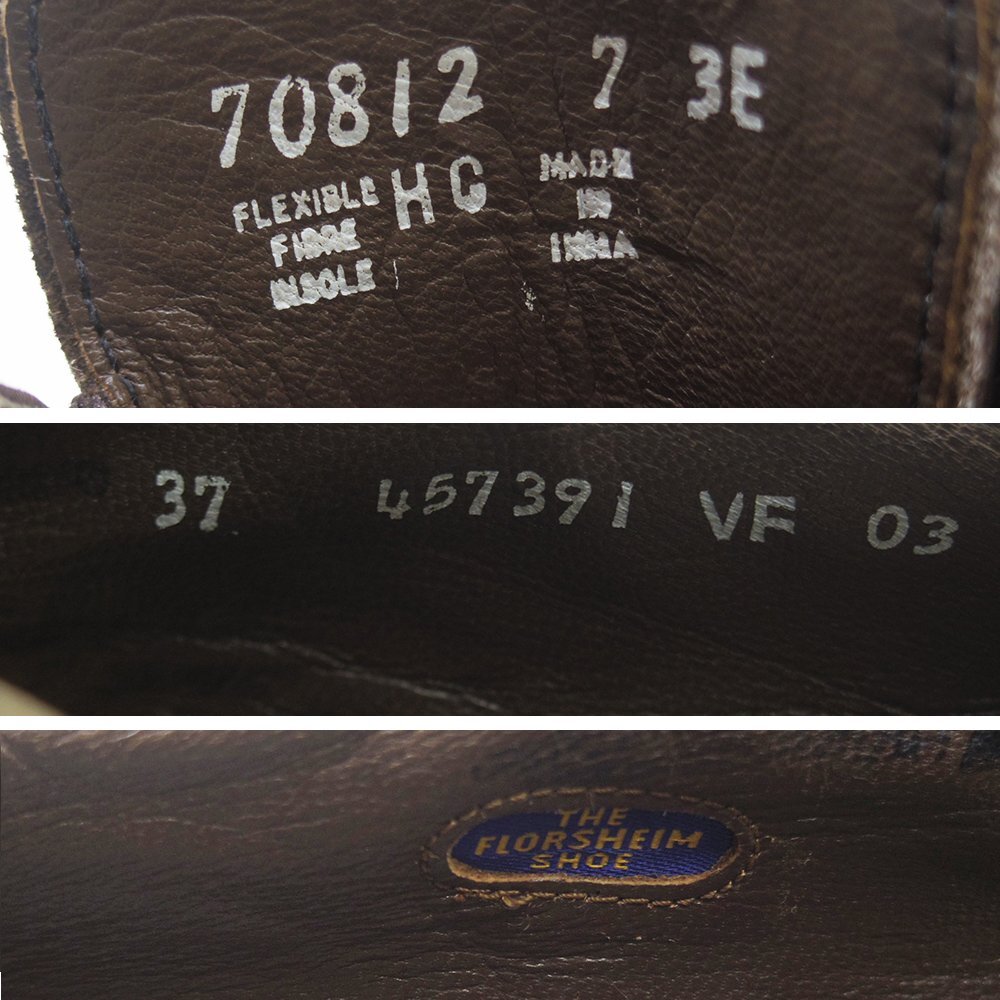 70812 7 3E
FLEXIBLE HC MADE
FIBRE IN
INSOLE INDIA
37 457391 VF 03
THE
FLORSHEIM
SHOE